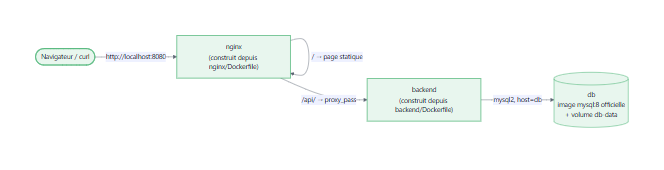 Navigateur / curl
http://localhost:8080
nginx
(construit depuis
nginx/Dockerfile)
/ → page statique
/api/ → proxy_pass
backend
(construit depuis
backend/Dockerfile)
mysql2, host=db
db
image mysql:8 officielle
+ volume db-data